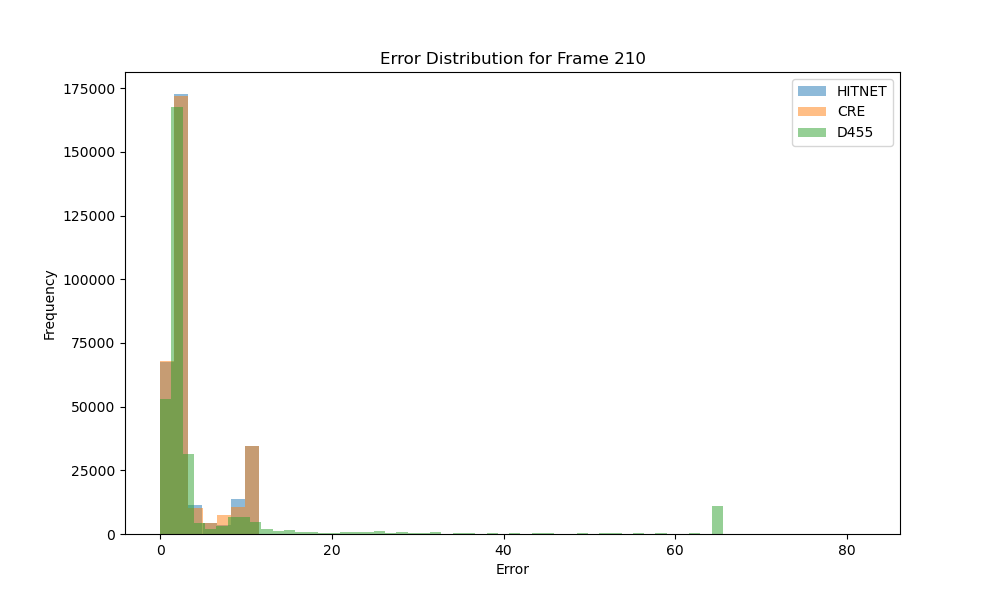 Error Distribution for Frame 210
HITNET
CRE
D455
175000
150000
125000
100000
75000
50000
25000
0
Frequency
0 20 40 60 80
Error